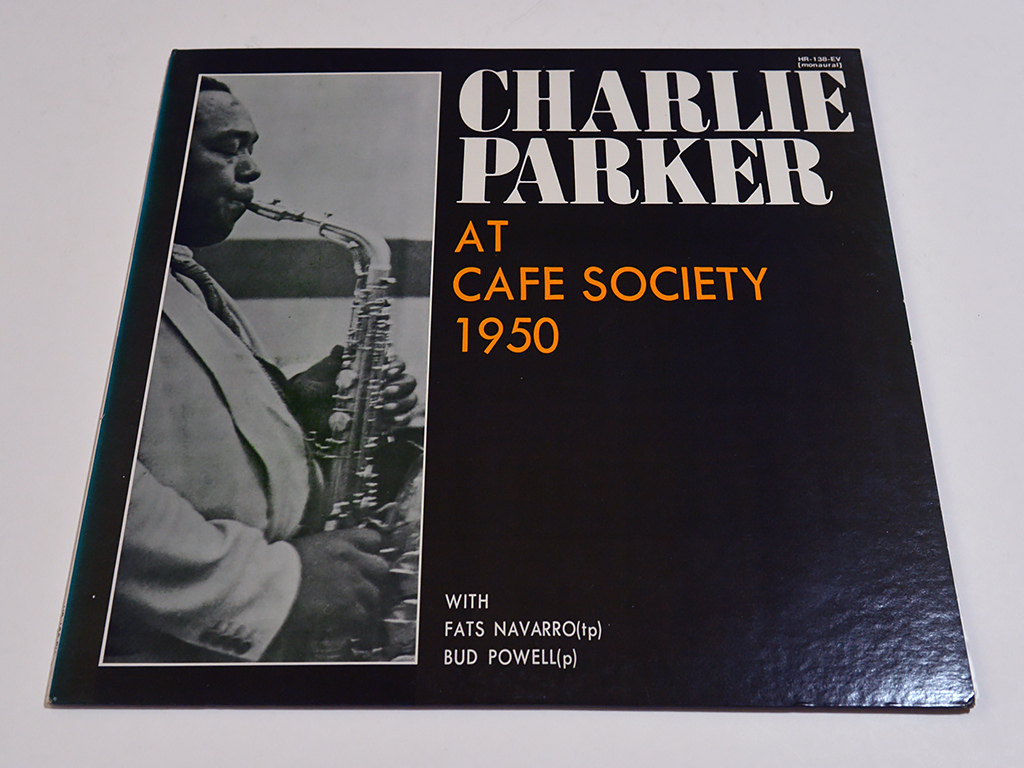 HR-138-EV
[monaural]
CHARLIE
PARKER
AT
CAFE SOCIETY
1950
WITH
FATS NAVARRO(tp)
BUD POWELL(p)